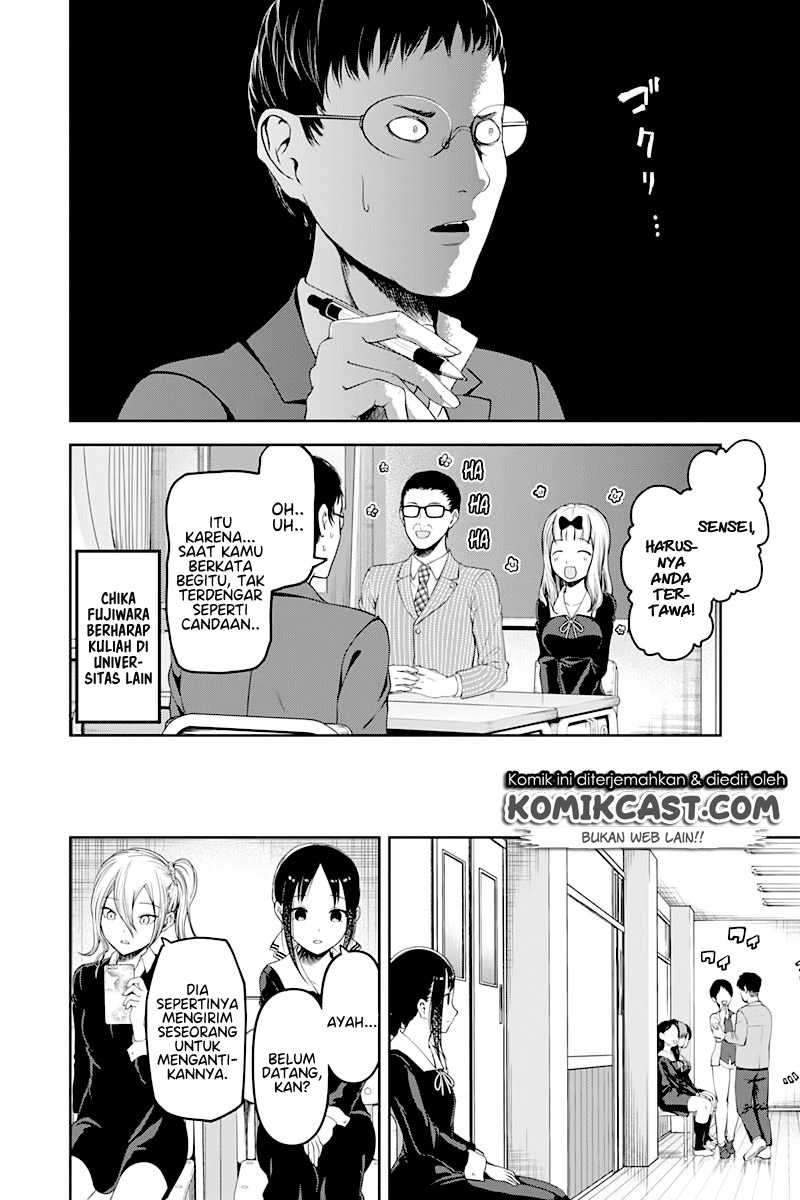 ゴクリ…
SENSEI,
HARUS-
NYA
ANDA
TER-
TAWA!
HA
HA
HA
OH..
UH..
ITU
KARENA...
SAAT KAMU
BERKATA
BEGITU, TAK
TERDENGAR
SEPERTI
CANDAAN..
CHIKA
FUJIWARA
BERHARAP
KULIAH DI
UNIVER-
SITAS LAIN
Komik ini diterjemahkan & diedit oleh
KOMIKCAST.COM
BUKAN WEB LAIN!!
AYAH...
BELUM
DATANG,
KAN?
DIA
SEPERTINYA
MENGIRIM
SESEORANG
UNTUK
MENGANTI-
KANNYA.